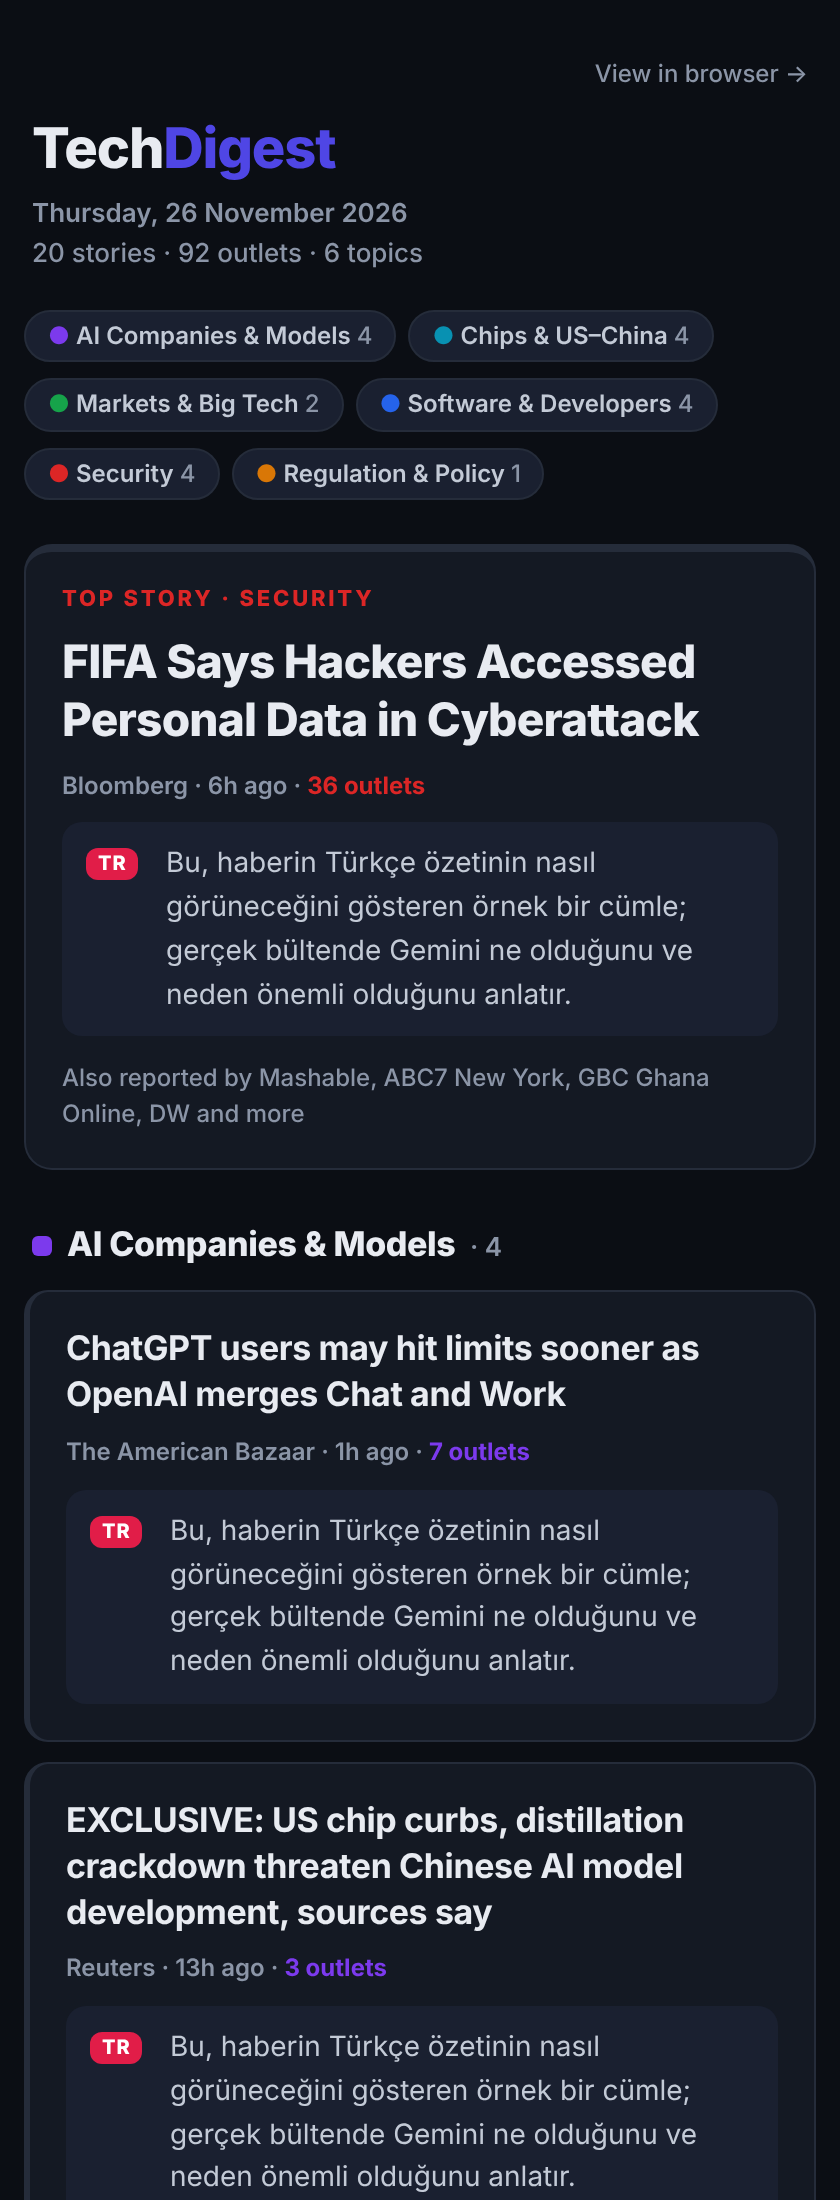 View in browser →
TechDigest
Thursday, 26 November 2026
20 stories · 92 outlets · 6 topics
AI Companies & Models 4
Chips & US–China 4
Markets & Big Tech 2
Software & Developers 4
Security 4
Regulation & Policy 1
TOP STORY · SECURITY
FIFA Says Hackers Accessed
Personal Data in Cyberattack
Bloomberg · 6h ago · 36 outlets
TR
Bu, haberin Türkçe özetinin nasıl
görüneceğini gösteren örnek bir cümle;
gerçek bültende Gemini ne olduğunu ve
neden önemli olduğunu anlatır.
Also reported by Mashable, ABC7 New York, GBC Ghana
Online, DW and more
AI Companies & Models · 4
ChatGPT users may hit limits sooner as
OpenAI merges Chat and Work
The American Bazaar · 1h ago · 7 outlets
TR
Bu, haberin Türkçe özetinin nasıl
görüneceğini gösteren örnek bir cümle;
gerçek bültende Gemini ne olduğunu ve
neden önemli olduğunu anlatır.
EXCLUSIVE: US chip curbs, distillation
crackdown threaten Chinese AI model
development, sources say
Reuters · 13h ago · 3 outlets
TR
Bu, haberin Türkçe özetinin nasıl
görüneceğini gösteren örnek bir cümle;
gerçek bültende Gemini ne olduğunu ve
neden önemli olduğunu anlatır.